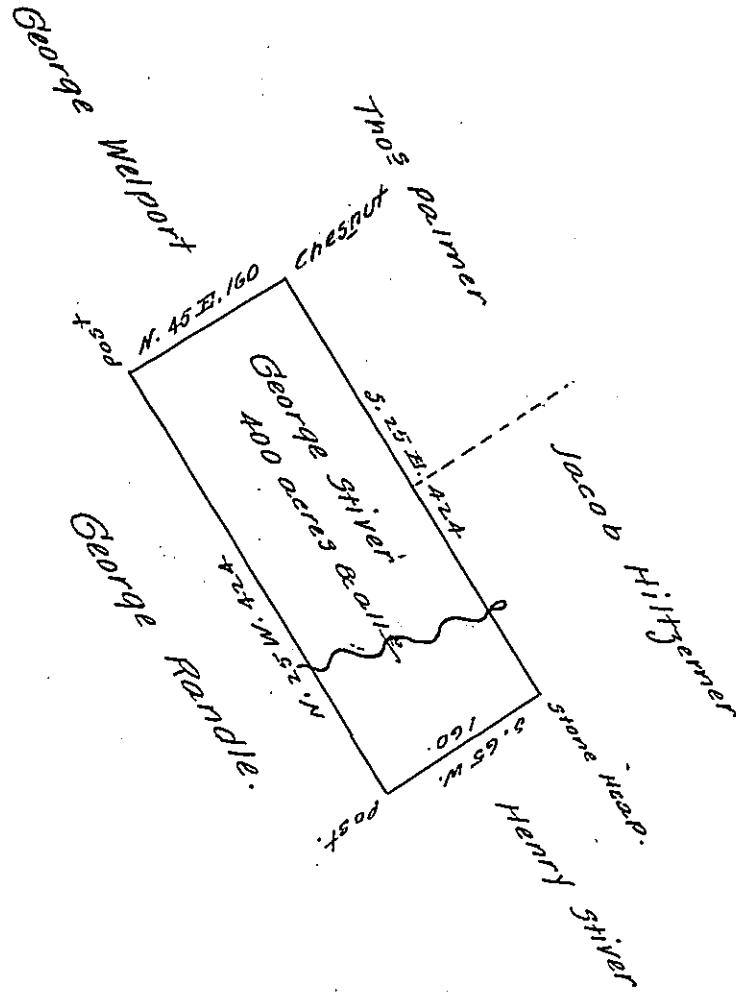 George Welport
Thos palmer
Chesnut
post
N. 45 E. 160
George Stiver
400 acres & all:
S. 25 E. 424
Jacob Hiltzemer
George Randle.
N. 25 W. 424
S. 65 W.
160.
Stone Heap.
post.
Henry Stiver